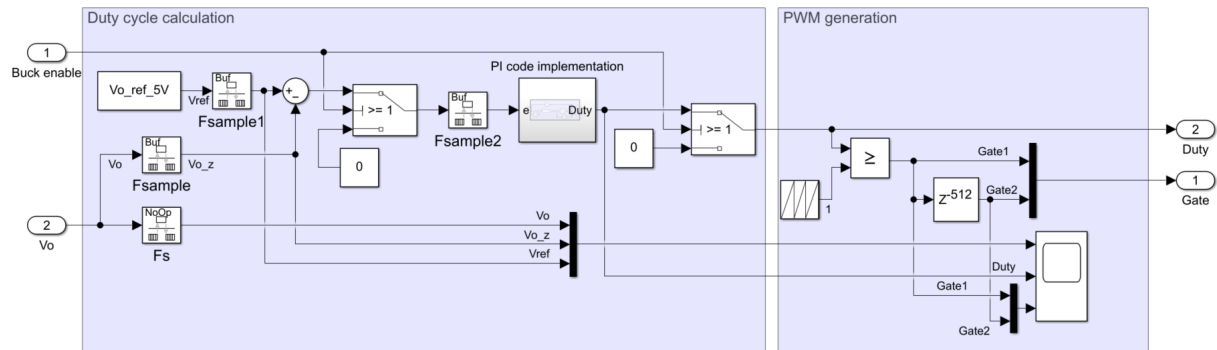 Duty cycle calculation
PWM generation
1
Buck enable
Vo_ref_5V
Vref
Buf
Fsample1
+
-
>= 1
0
Buf
Fsample2
PI code implementation
e
Duty
0
>= 1
Vo
Buf
Vo_z
Fsample
2
Vo
NoOp
Fs
Vo
Vo_z
Vref
≥
1
Gate1
Z-512
Gate2
2
Duty
1
Gate
Duty
Gate1
Gate2